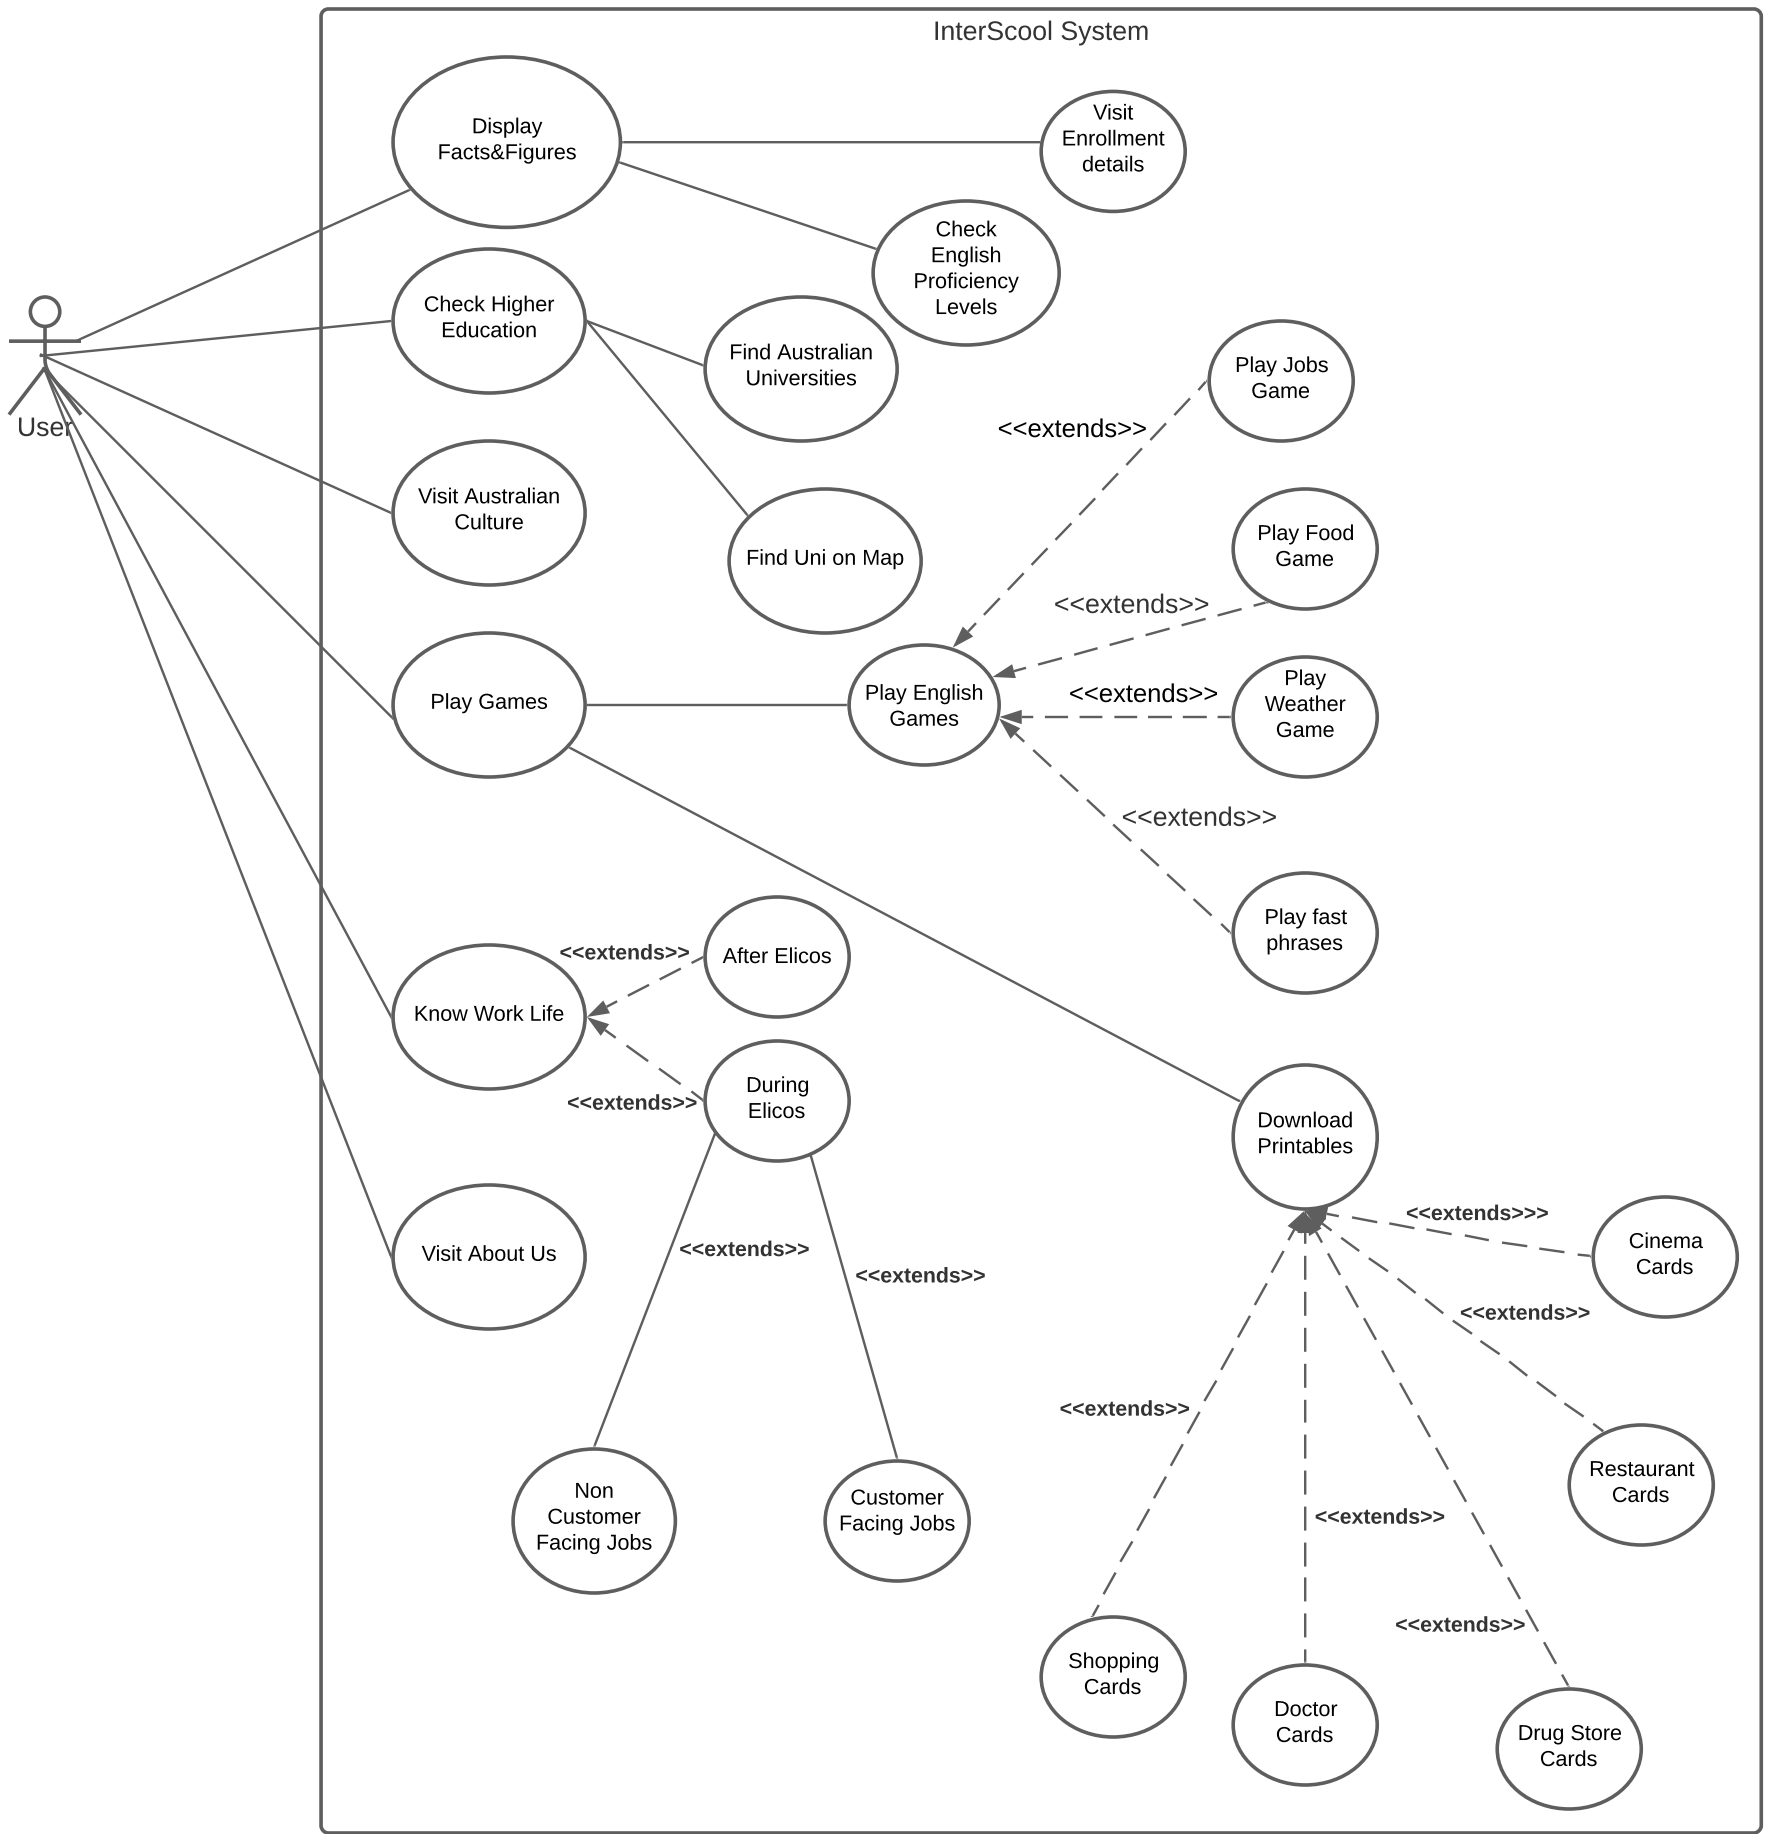 InterScool System
Display
Facts&Figures
Visit
Enrollment
details
Check
English
Proficiency
Levels
Check Higher
Education
Find Australian
Universities
Play Jobs
Game
<<extends>>
User
Visit Australian
Culture
Find Uni on Map
Play Food
Game
<<extends>>
Play Games
Play English
Games
<<extends>>
Play
Weather
Game
<<extends>>
Play fast
phrases
<<extends>>
After Elicos
Know Work Life
During
Elicos
<<extends>>
Download
Printables
<<extends>>>
Cinema
Cards
Visit About Us
<<extends>>
<<extends>>
<<extends>>
<<extends>>
Restaurant
Cards
Non
Customer
Facing Jobs
Customer
Facing Jobs
<<extends>>
<<extends>>
Shopping
Cards
Doctor
Cards
Drug Store
Cards